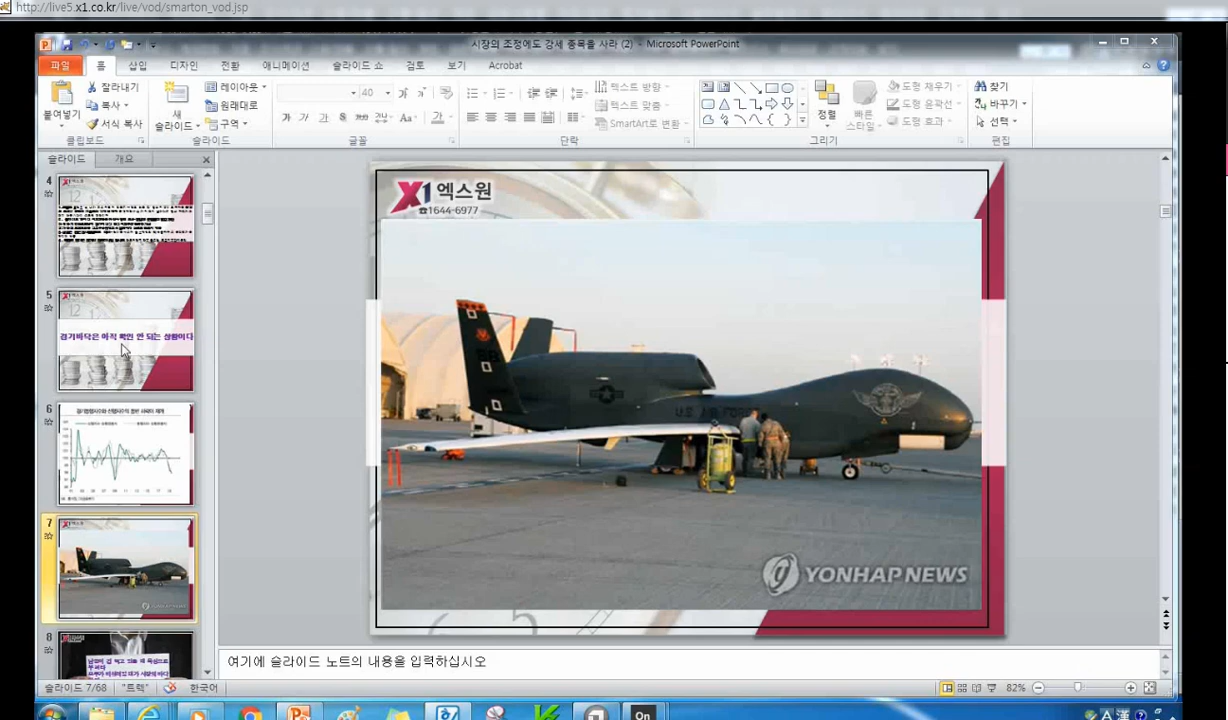 http://live5.x1.co.kr/live/vod/smarton_vod.jsp
시장의 조정에도 강세 종목을 사라 (2) - Microsoft PowerPoint
파일 홈 삽입 디자인 전환 애니메이션 슬라이드 쇼 검토 보기 Acrobat
잘라내기
복사
서식 복사
붙여넣기
클립보드
새 슬라이드
레이아웃
원래대로
구역
슬라이드
40
글꼴
텍스트 방향
텍스트 맞춤
SmartArt로 변환
단락
정렬
빠른 스타일
도형 채우기
도형 윤곽선
도형 효과
그리기
찾기
바꾸기
선택
편집
슬라이드 개요
4
5
경기바닥은 아직 확인 안 되는 상황이다
6
7
8
X1 엑스원
☎1644-6977
U.S. AIR FORCE
YONHAP NEWS
여기에 슬라이드 노트의 내용을 입력하십시오
슬라이드 7/68 "트랙" 한국어
82%
On